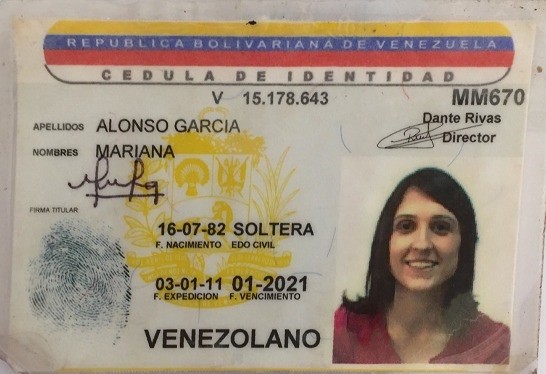 REPUBLICA BOLIVARIANA DE VENEZUELA
CEDULA DE IDENTIDAD
V 15.178.643 MM670
Dante Rivas
Director
APELLIDOS ALONSO GARCIA
NOMBRES MARIANA
FIRMA TITULAR
16-07-82 SOLTERA
F. NACIMIENTO EDO CIVIL
03-01-11 01-2021
F. EXPEDICION F. VENCIMIENTO
VENEZOLANO